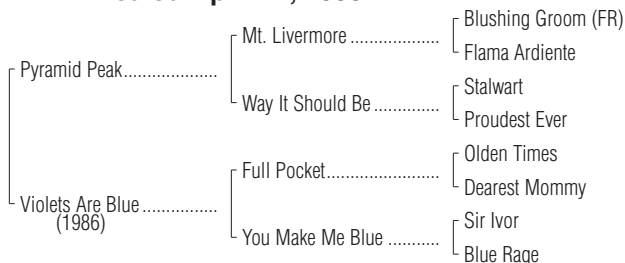 Blushing Groom (FR)
Mt. Livermore ....................
Flama Ardiente
Pyramid Peak.....................
Stalwart
Way It Should Be ..............
Proudest Ever
Olden Times
Full Pocket.........................
Dearest Mommy
Violets Are Blue .................
(1986)
Sir Ivor
You Make Me Blue ...........
Blue Rage